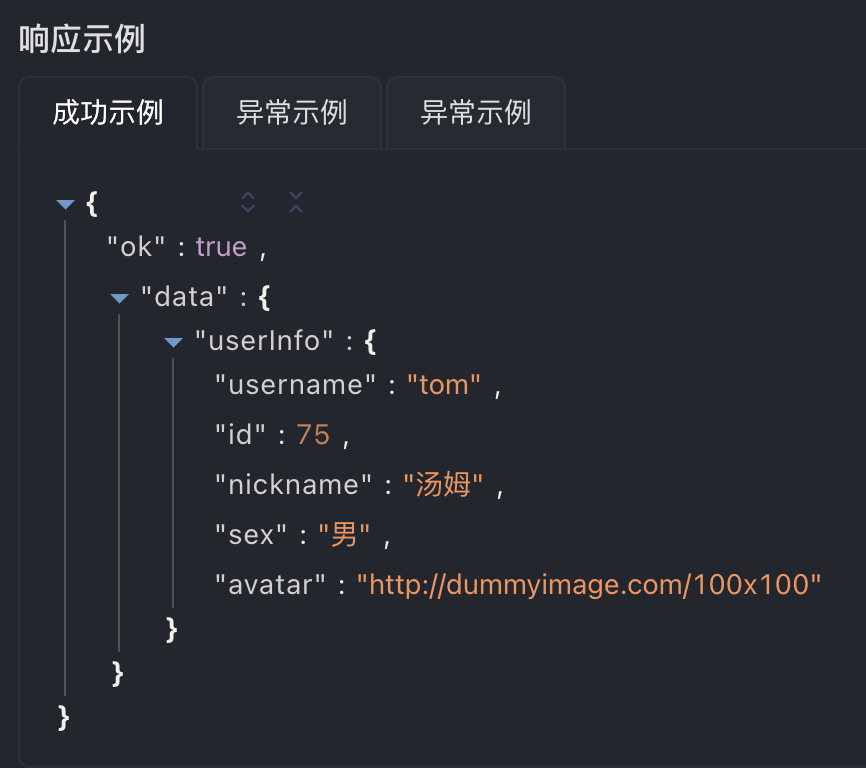 响应示例
成功示例 异常示例 异常示例
{
"ok" : true ,
"data" : {
"userInfo" : {
"username" : "tom" ,
"id" : 75 ,
"nickname" : "汤姆" ,
"sex" : "男" ,
"avatar" : "http://dummyimage.com/100x100"
}
}
}